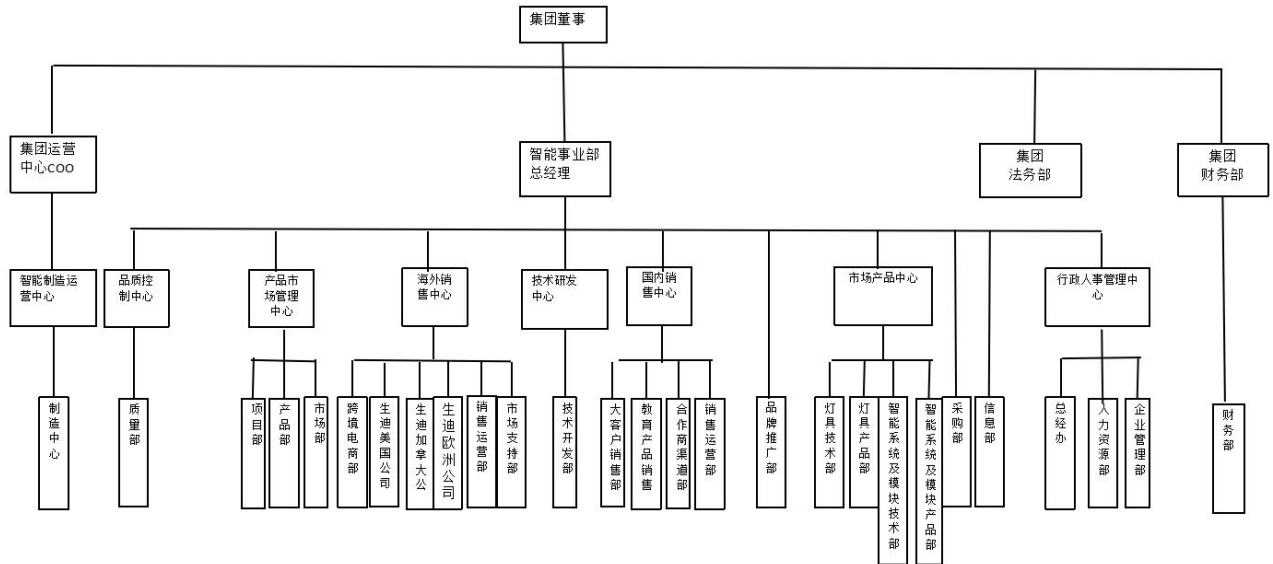 集团董事
集团运营
中心COO
智能事业部
总经理
集团
法务部
集团
财务部
智能制造运
营中心
品质控
制中心
产品市
场管理
中心
海外销
售中心
技术研发
中心
国内销
售中心
市场产品中心
行政人事管理中
心
制造中心
质量部
项目部
产品部
市场部
跨境电商部
生迪美国公司
生迪加拿大公
生迪欧洲公司
销售运营部
市场支持部
技术开发部
大客户销售部
教育产品销售
合作商渠道部
销售运营部
品牌推广部
灯具技术部
灯具产品部
智能系统及模块技术部
智能系统及模块产品部
采购部
信息部
总经办
人力资源部
企业管理部
财务部